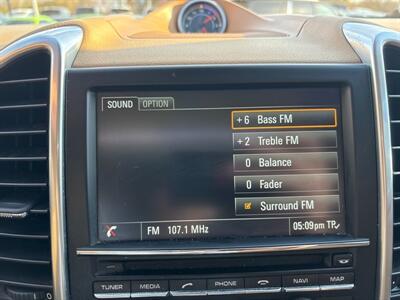 SOUND OPTION
+ 6 Bass FM
+ 2 Treble FM
0 Balance
0 Fader
Surround FM
FM 107.1 MHz 05:09pm TP
TUNER MEDIA PHONE NAVI MAP